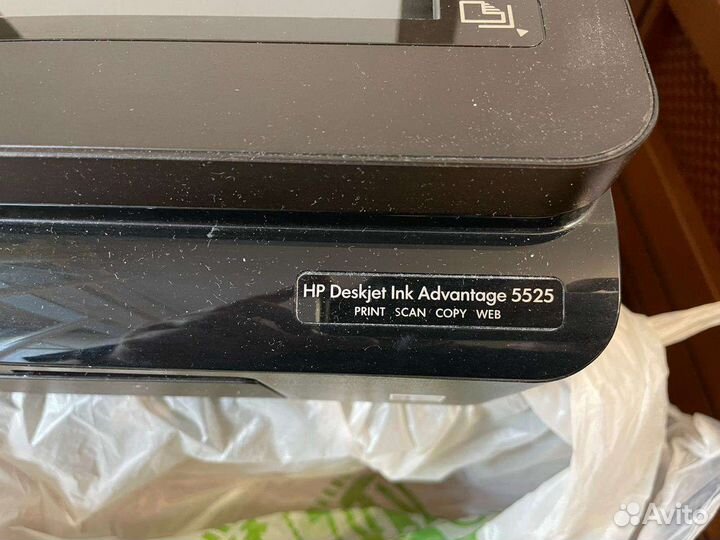 HP Deskjet Ink Advantage 5525
PRINT SCAN COPY WEB
Avito